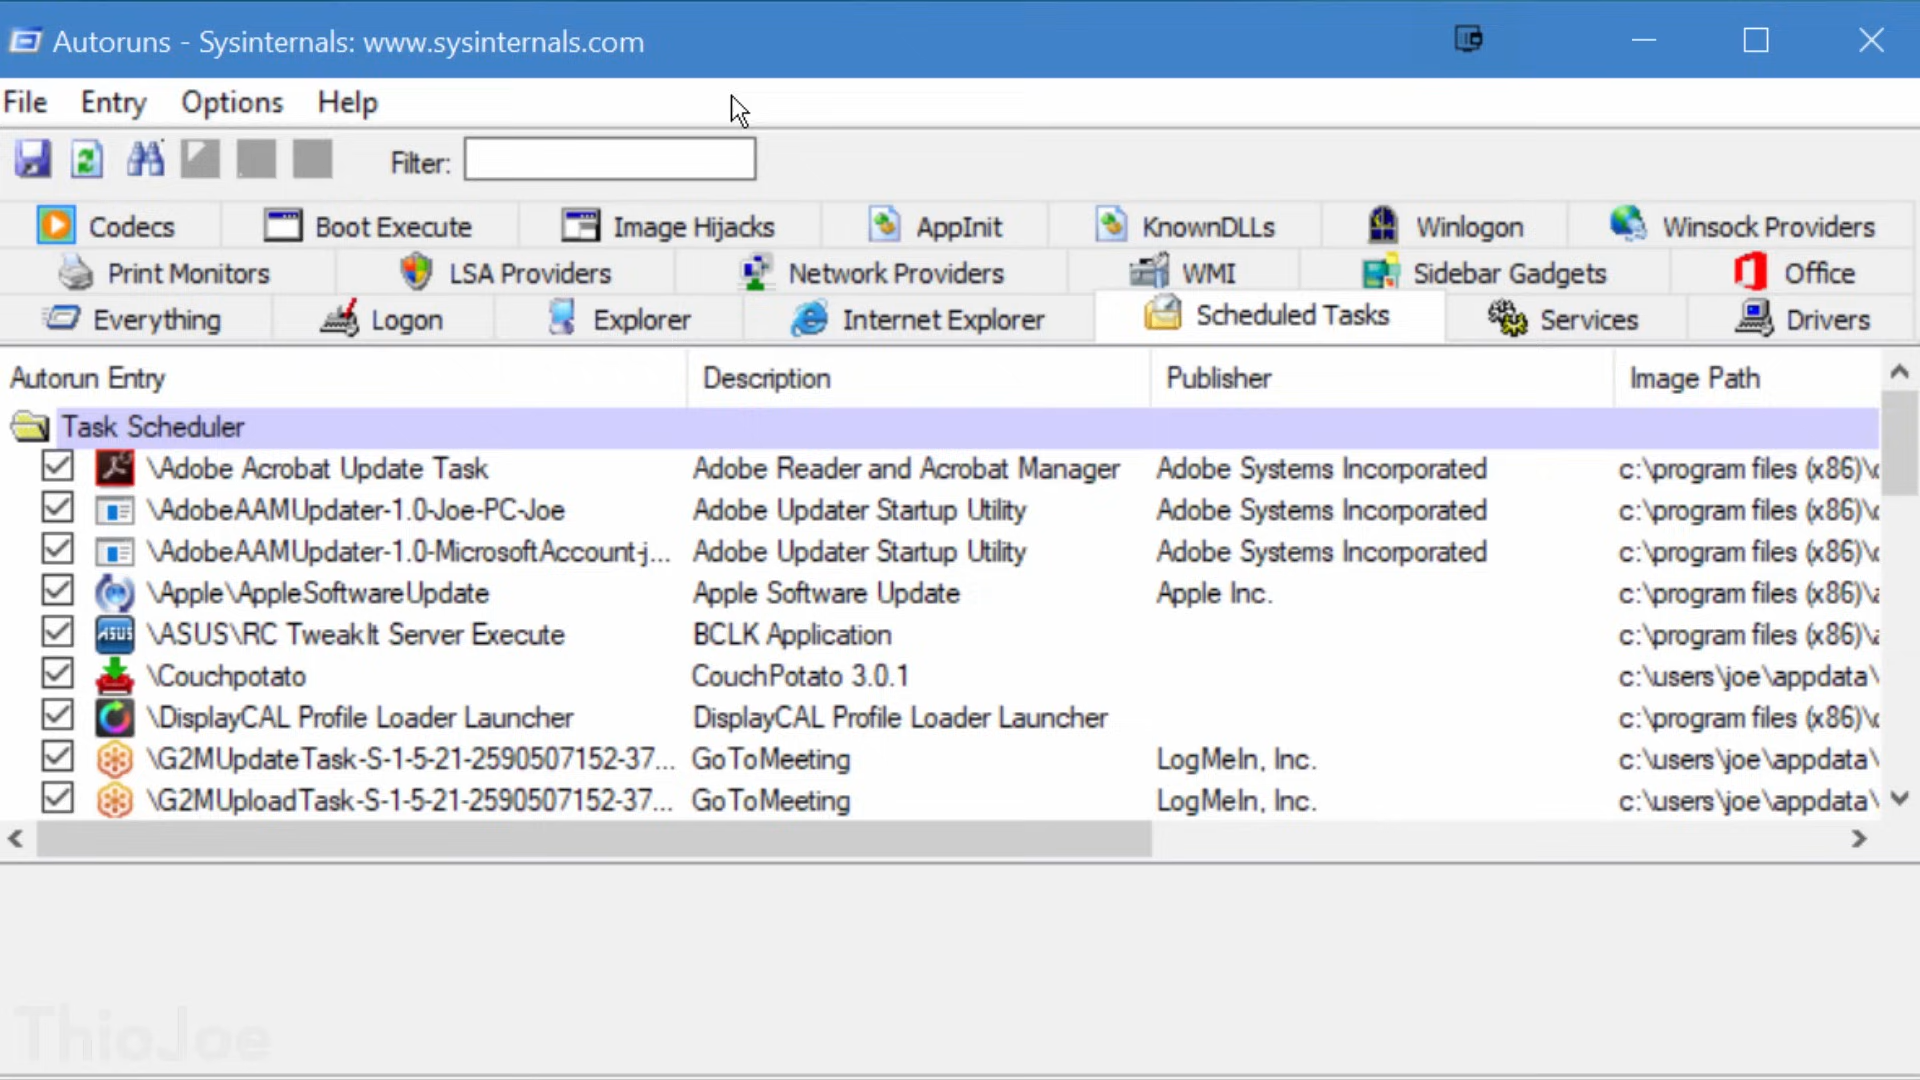 Autoruns - Sysinternals: www.sysinternals.com
File Entry Options Help
Filter:
Codecs Boot Execute Image Hijacks AppInit KnownDLLs Winlogon Winsock Providers
Print Monitors LSA Providers Network Providers WMI Sidebar Gadgets Office
Everything Logon Explorer Internet Explorer Scheduled Tasks Services Drivers
Autorun Entry Description Publisher Image Path
Task Scheduler
\Adobe Acrobat Update Task Adobe Reader and Acrobat Manager Adobe Systems Incorporated c:\program files (x86)\
\AdobeAAMUpdater-1.0-Joe-PC-Joe Adobe Updater Startup Utility Adobe Systems Incorporated c:\program files (x86)\
\AdobeAAMUpdater-1.0-MicrosoftAccount-j... Adobe Updater Startup Utility Adobe Systems Incorporated c:\program files (x86)\
\Apple\AppleSoftwareUpdate Apple Software Update Apple Inc. c:\program files (x86)\
\ASUS\RC TweakIt Server Execute BCLK Application c:\program files (x86)\
\Couchpotato CouchPotato 3.0.1 c:\users\joe\appdata\
\DisplayCAL Profile Loader Launcher DisplayCAL Profile Loader Launcher c:\program files (x86)\
\G2MUpdateTask-S-1-5-21-2590507152-37... GoToMeeting LogMeIn, Inc. c:\users\joe\appdata\
\G2MUploadTask-S-1-5-21-2590507152-37... GoToMeeting LogMeIn, Inc. c:\users\joe\appdata\
ThioJoe